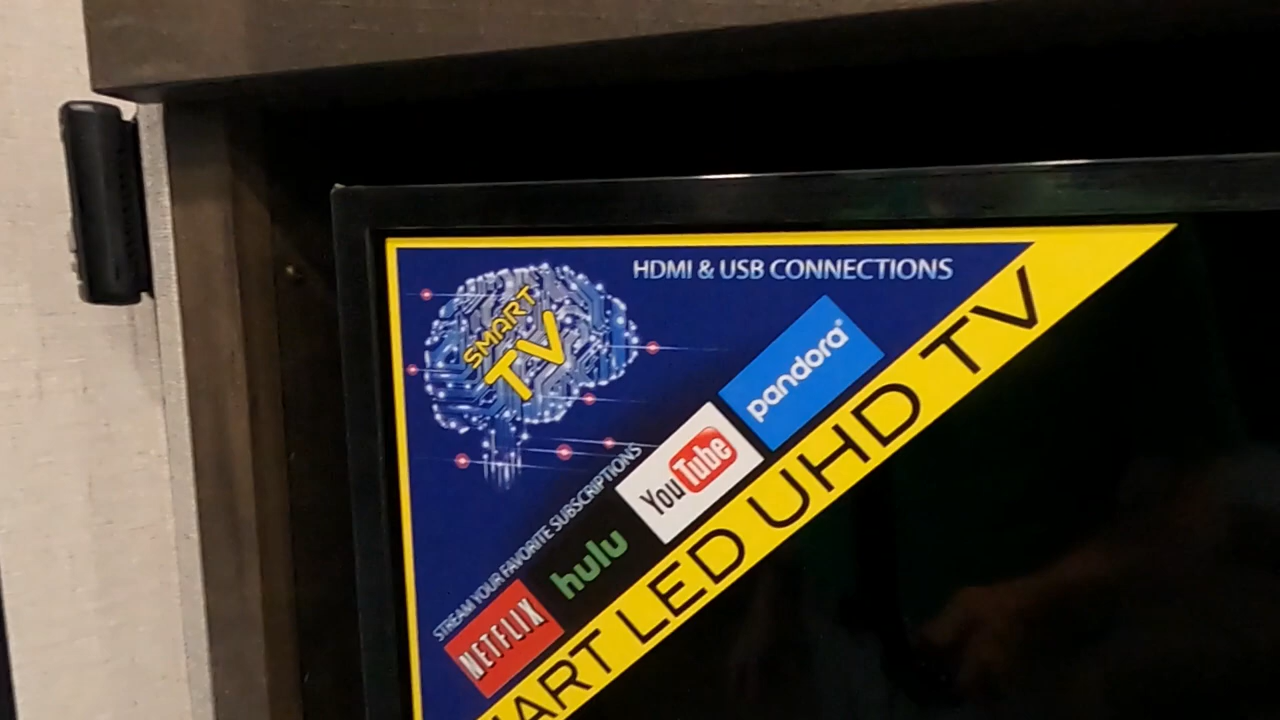 HDMI & USB CONNECTIONS
SMART
TV
pandora®
YouTube
hulu
NETFLIX
STREAM YOUR FAVORITE SUBSCRIPTIONS
ART LED UHD TV